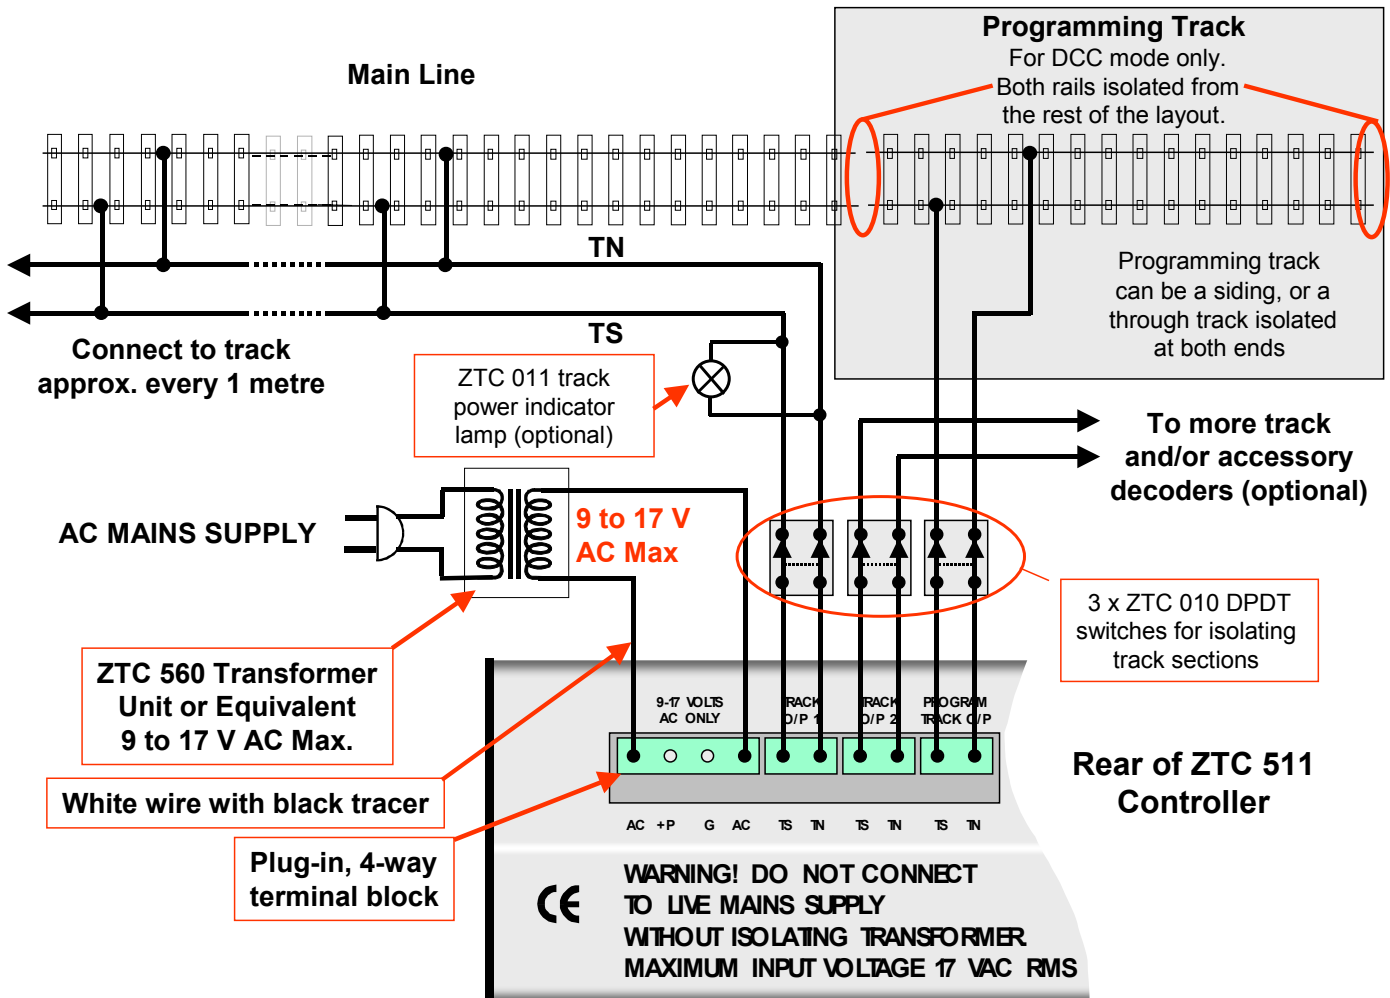 Programming Track
For DCC mode only.
Both rails isolated from
the rest of the layout.
Main Line
TN
TS
Programming track
can be a siding, or a
through track isolated
at both ends
Connect to track
approx. every 1 metre
ZTC 011 track
power indicator
lamp (optional)
To more track
and/or accessory
decoders (optional)
AC MAINS SUPPLY
9 to 17 V
AC Max
3 x ZTC 010 DPDT
switches for isolating
track sections
ZTC 560 Transformer
Unit or Equivalent
9 to 17 V AC Max.
9-17 VOLTS
AC ONLY
TRACK
O/P 1
TRACK
O/P 2
PROGRAM
TRACK O/P
White wire with black tracer
Rear of ZTC 511
Controller
AC +P G AC TS TN TS TN TS TN
Plug-in, 4-way
terminal block
CE
WARNING! DO NOT CONNECT
TO LIVE MAINS SUPPLY
WITHOUT ISOLATING TRANSFORMER.
MAXIMUM INPUT VOLTAGE 17 VAC RMS